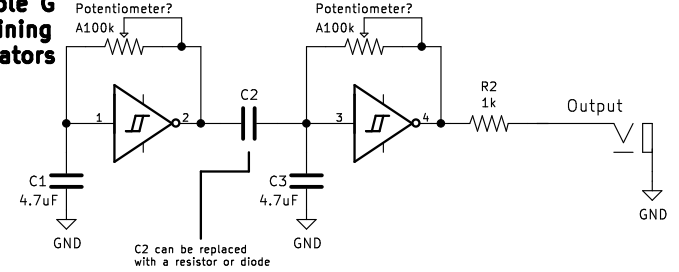 ble G
ining
ators
Potentiometer?
A100k
Potentiometer?
A100k
1
2
C2
3
4
R2
1k
Output
C1
4.7uF
C3
4.7uF
GND
GND
GND
C2 can be replaced
with a resistor or diode